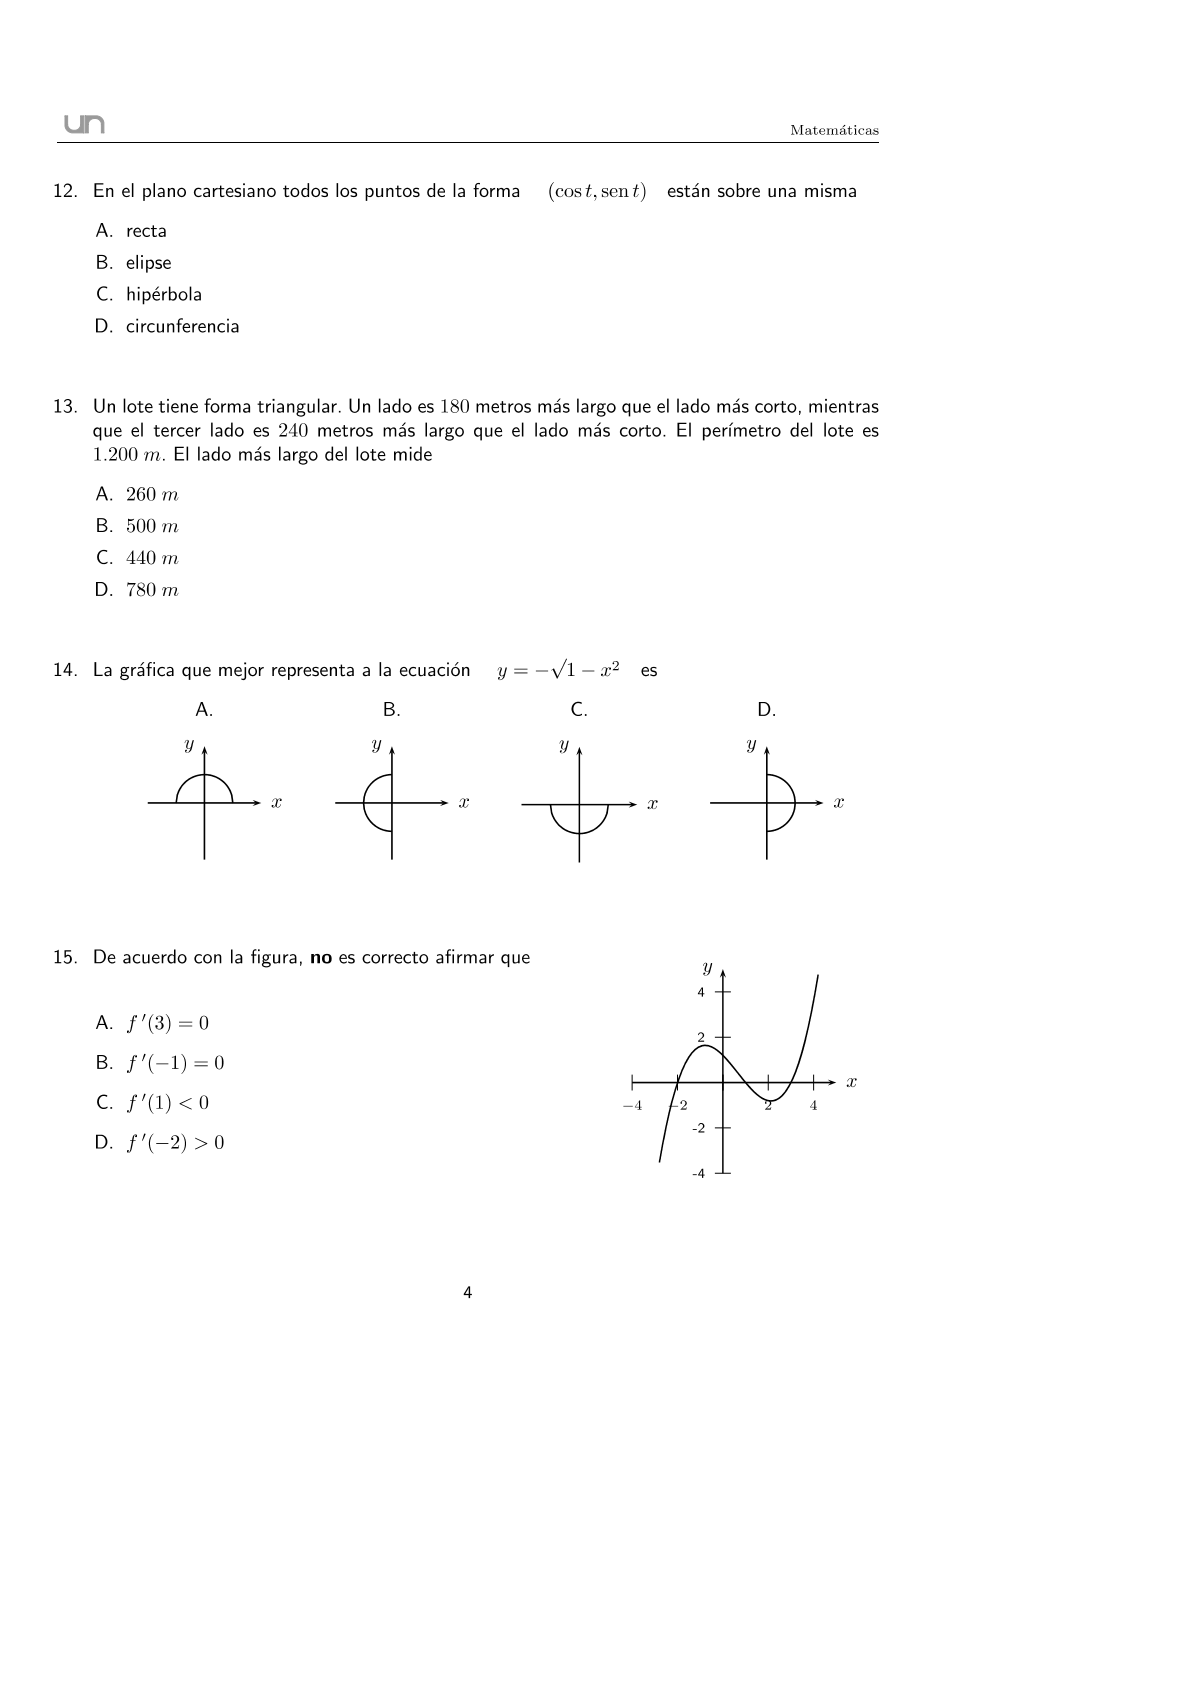 un
Matemáticas
12. En el plano cartesiano todos los puntos de la forma (cos t, sen t) están sobre una misma
A. recta
B. elipse
C. hipérbola
D. circunferencia
13. Un lote tiene forma triangular. Un lado es 180 metros más largo que el lado más corto, mientras
que el tercer lado es 240 metros más largo que el lado más corto. El perímetro del lote es
1.200 m. El lado más largo del lote mide
A. 260 m
B. 500 m
C. 440 m
D. 780 m
14. La gráfica que mejor representa a la ecuación y = −√1 − x² es
A. B. C. D.
y y y y
x x x x
15. De acuerdo con la figura, no es correcto afirmar que
A. f ′(3) = 0
B. f ′(−1) = 0
C. f ′(1) < 0
D. f ′(−2) > 0
y
4
2
x
−4 −2 2 4
-2
-4
4